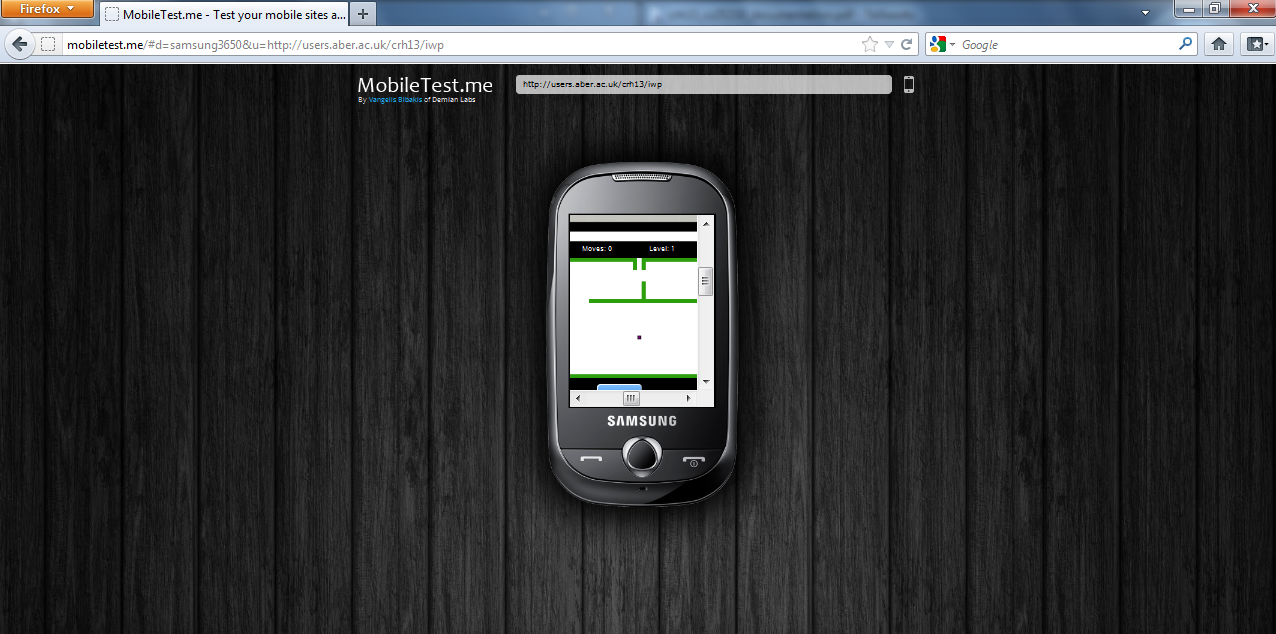 Firefox
MobileTest.me - Test your mobile sites a...
mobiletest.me/#d=samsung3650&u=http://users.aber.ac.uk/crh13/iwp
Google
MobileTest.me
By Vangelis Bibakis of Demian Labs
http://users.aber.ac.uk/crh13/iwp
Moves: 0
Level: 1
SAMSUNG